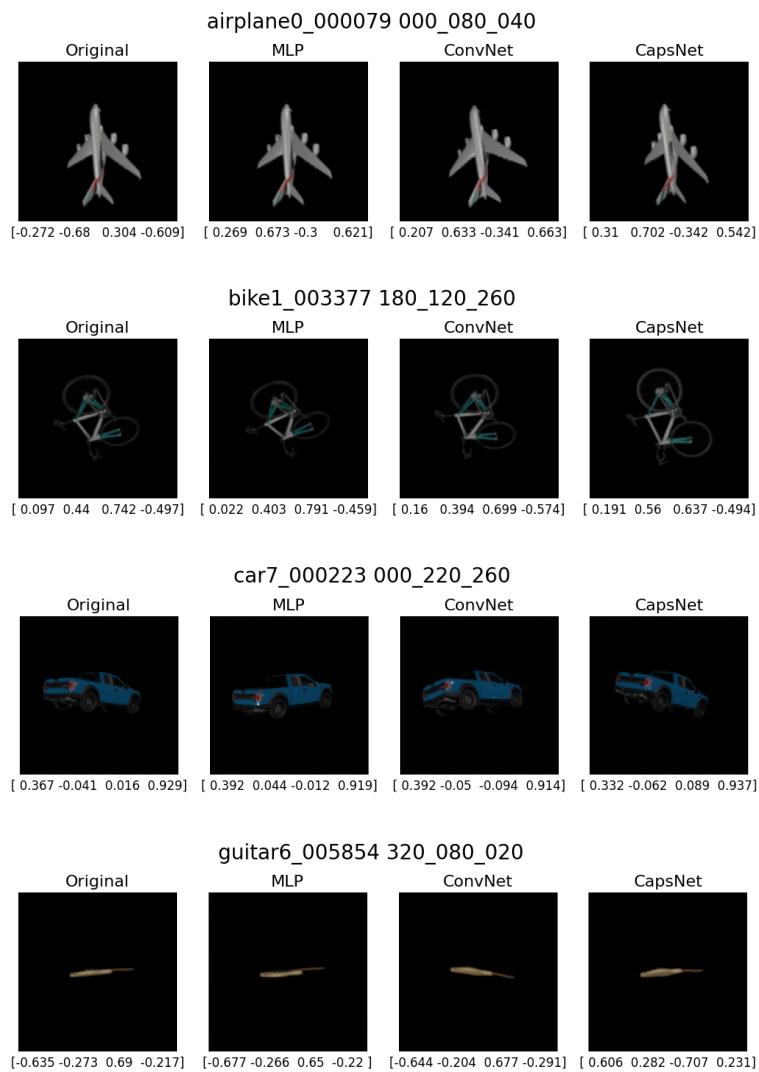 airplane0_000079 000_080_040
Original MLP ConvNet CapsNet
[-0.272 -0.68 0.304 -0.609] [ 0.269 0.673 -0.3 0.621] [ 0.207 0.633 -0.341 0.663] [ 0.31 0.702 -0.342 0.542]
bike1_003377 180_120_260
Original MLP ConvNet CapsNet
[ 0.097 0.44 0.742 -0.497] [ 0.022 0.403 0.791 -0.459] [ 0.16 0.394 0.699 -0.574] [ 0.191 0.56 0.637 -0.494]
car7_000223 000_220_260
Original MLP ConvNet CapsNet
[ 0.367 -0.041 0.016 0.929] [ 0.392 0.044 -0.012 0.919] [ 0.392 -0.05 -0.094 0.914] [ 0.332 -0.062 0.089 0.937]
guitar6_005854 320_080_020
Original MLP ConvNet CapsNet
[-0.635 -0.273 0.69 -0.217] [-0.677 -0.266 0.65 -0.22 ] [-0.644 -0.204 0.677 -0.291] [ 0.606 0.282 -0.707 0.231]